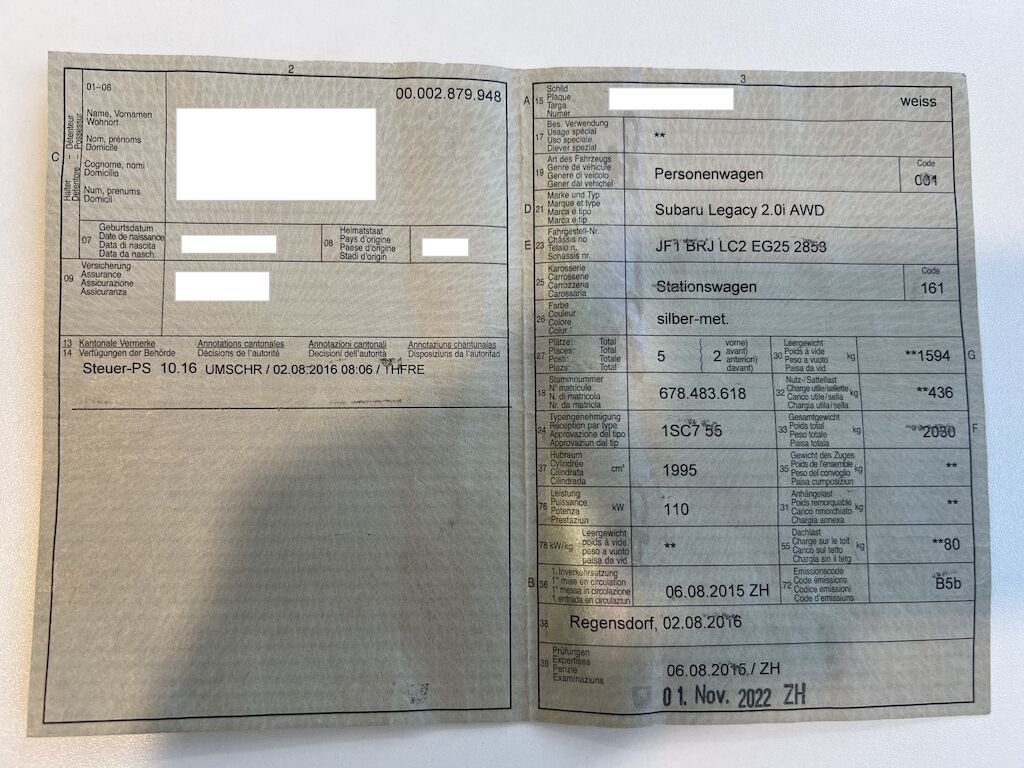 2
01–06
00.002.879.948
Name, Vornamen
Wohnort
Nom, prénoms
Domicile
Cognome, nomi
Domicilio
Num, prenums
Domicil
C
Halter – Détenteur
Detentore – Possessur
07
Geburtsdatum
Date de naissance
Data di nascita
Data da nasch.
08
Heimatstaat
Pays d'origine
Paese d'origine
Stadi d'origin
09
Versicherung
Assurance
Assicurazione
Assicuranza
13 Kantonale Vermerke Annotations cantonales Annotazioni cantonali Annotaziuns chantunalas
14 Verfügungen der Behörde Décisions de l'autorité Decisioni dell'autorità Disposiziuns da l'autoritad
Steuer-PS 10.16 UMSCHR / 02.08.2016 08:06 / THFRE
3
A 15
Schild
Plaque
Targa
Numer
weiss
17
Bes. Verwendung
Usage spécial
Uso speciale
Diever spezial
**
19
Art des Fahrzeugs
Genre de véhicule
Genere di veicolo
Gener dal vehichel
Personenwagen
Code
001
D 21
Marke und Typ
Marque et type
Marca e tipo
Marca e tip
Subaru Legacy 2.0i AWD
E 23
Fahrgestell-Nr.
Châssis no
Telaio n.
Schassis nr.
JF1 BRJ LC2 EG25 2859
25
Karosserie
Carrosserie
Carrozzeria
Carossaria
Stationswagen
Code
161
26
Farbe
Couleur
Colore
Colur
silber-met.
27
Plätze: Total
Places: Total
Posti: Totale
Plazs: Total
5
( 2
vorne)
avant)
anteriori)
davant)
30
Leergewicht
Poids à vide
Peso a vuoto
Paisa da vid
kg
**1594
G
18
Stammnummer
N° matricule
N. di matricola
Nr. da matricla
678.483.618
32
Nutz-/Sattellast
Charge utile/sellette
Carico utile/sella
Chargia utila/sella
kg
**436
24
Typengenehmigung
Réception par type
Approvazione del tipo
Approvaziun dal tip
1SC7 55
33
Gesamtgewicht
Poids total
Peso totale
Paisa totala
kg
**2030
F
37
Hubraum
Cylindrée
Cilindrata
Cilindrada
cm³
1995
35
Gewicht des Zuges
Poids de l'ensemble
Peso del convoglio
Paisa cumposiziun
kg
**
76
Leistung
Puissance
Potenza
Prestaziun
kW
110
31
Anhängelast
Poids remorquable
Carico rimorchiato
Chargia annexa
kg
**
78 kW/kg
Leergewicht
poids à vide
peso a vuoto
paisa da vid
**
55
Dachlast
Charge sur le toit
Carico sul tetto
Chargia sin il tetg
kg
**80
B 36
1. Inverkehrsetzung
1re mise en circulation
1a messa in circolazione
1. entrada en circulaziun
06.08.2015 ZH
72
Emissionscode
Code émissions
Codice emissioni
Code d'emissiuns
B5b
38
Regensdorf, 02.08.2016
39
Prüfungen
Expertises
Perizie
Examinaziuns
06.08.2015 / ZH
01. Nov. 2022 ZH